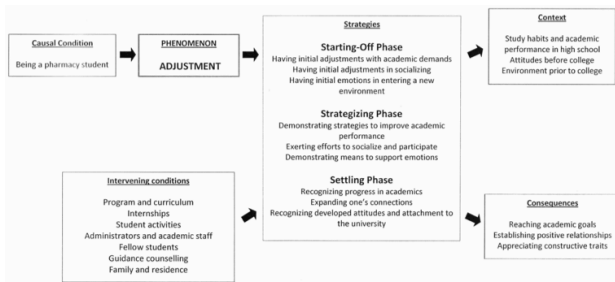 Causal Condition
Being a pharmacy student
PHENOMENON
ADJUSTMENT
Strategies
Starting-Off Phase
Having initial adjustments with academic demands
Having initial adjustments in socializing
Having initial emotions in entering a new
environment
Strategizing Phase
Demonstrating strategies to improve academic
performance
Exerting efforts to socialize and participate
Demonstrating means to support emotions
Settling Phase
Recognizing progress in academics
Expanding one's connections
Recognizing developed attitudes and attachment to
the university
Context
Study habits and academic
performance in high school
Attitudes before college
Environment prior to college
Intervening conditions
Program and curriculum
Internships
Student activities
Administrators and academic staff
Fellow students
Guidance counselling
Family and residence
Consequences
Reaching academic goals
Establishing positive relationships
Appreciating constructive traits